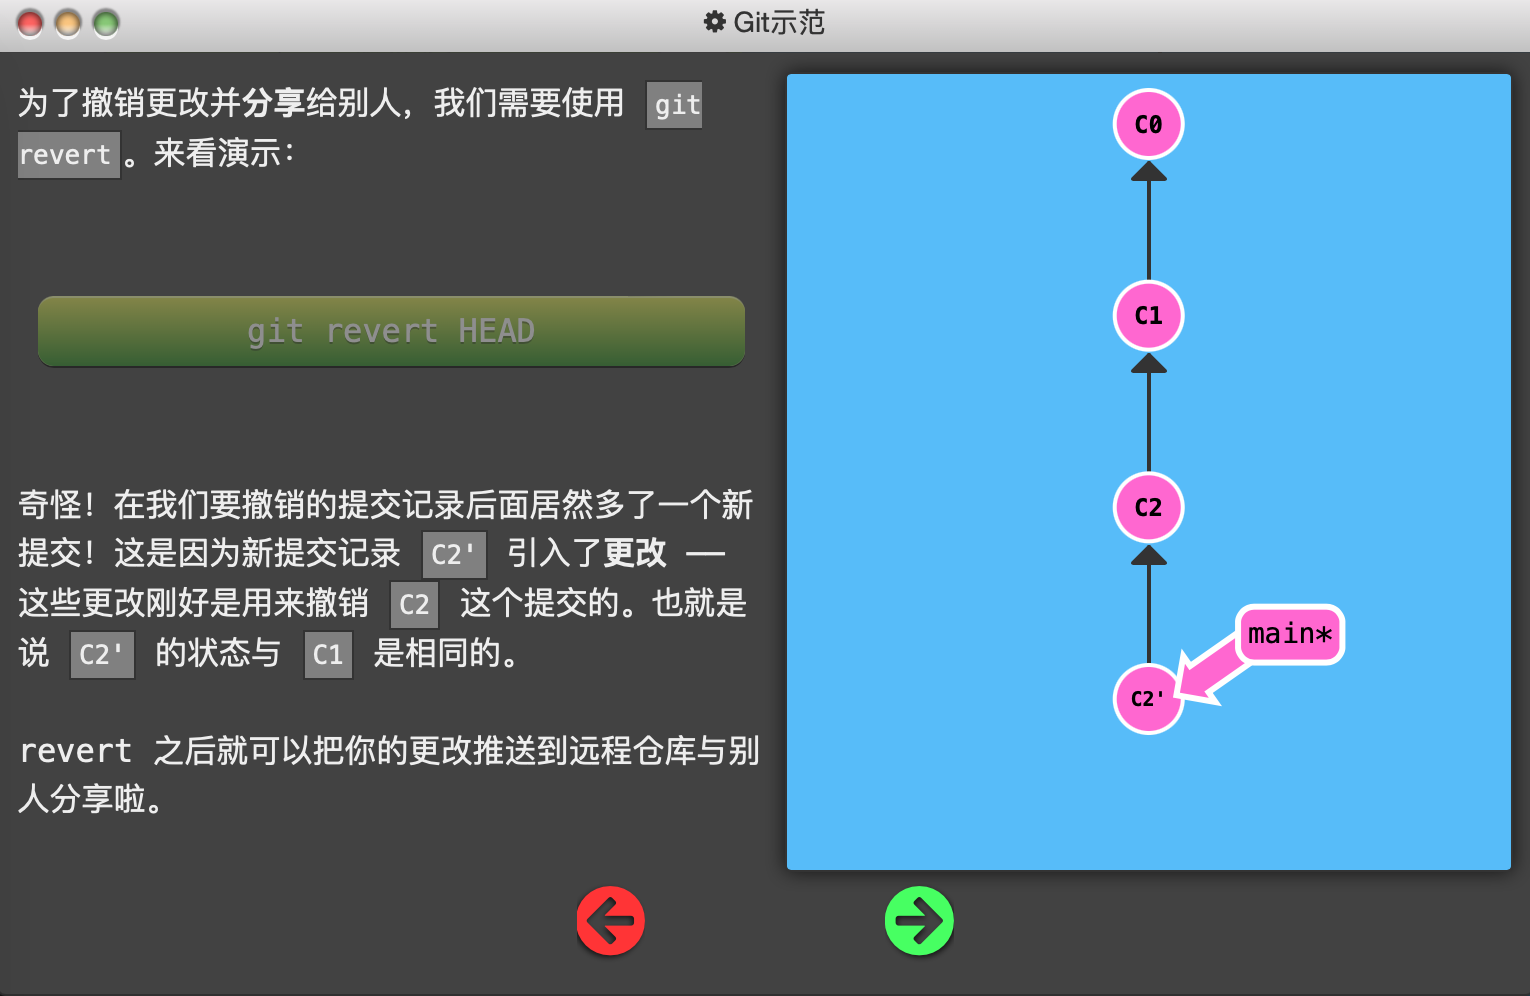 Git示范
为了撤销更改并分享给别人，我们需要使用 git
revert。来看演示：
git revert HEAD
奇怪！在我们要撤销的提交记录后面居然多了一个新
提交！这是因为新提交记录 C2' 引入了更改 ——
这些更改刚好是用来撤销 C2 这个提交的。也就是
说 C2' 的状态与 C1 是相同的。
revert 之后就可以把你的更改推送到远程仓库与别
人分享啦。
C0
C1
C2
main*
C2'